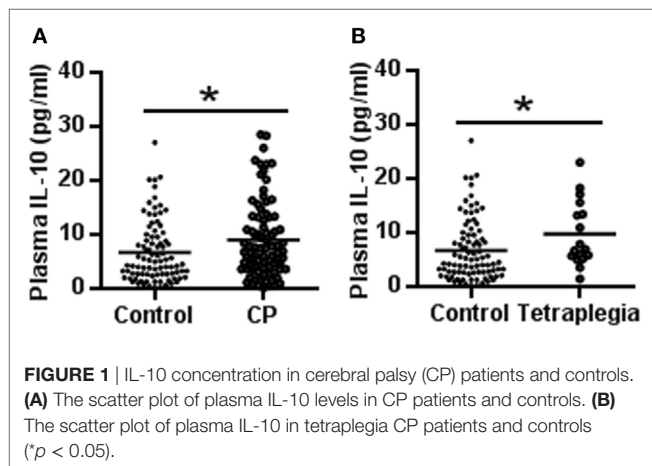 A
B
Plasma IL-10 (pg/ml)
40
30
20
10
0
*
Control
CP
Plasma IL-10 (pg/ml)
40
30
20
10
0
*
Control
Tetraplegia
FIGURE 1 | IL-10 concentration in cerebral palsy (CP) patients and controls.
(A) The scatter plot of plasma IL-10 levels in CP patients and controls. (B)
The scatter plot of plasma IL-10 in tetraplegia CP patients and controls
(*p < 0.05).